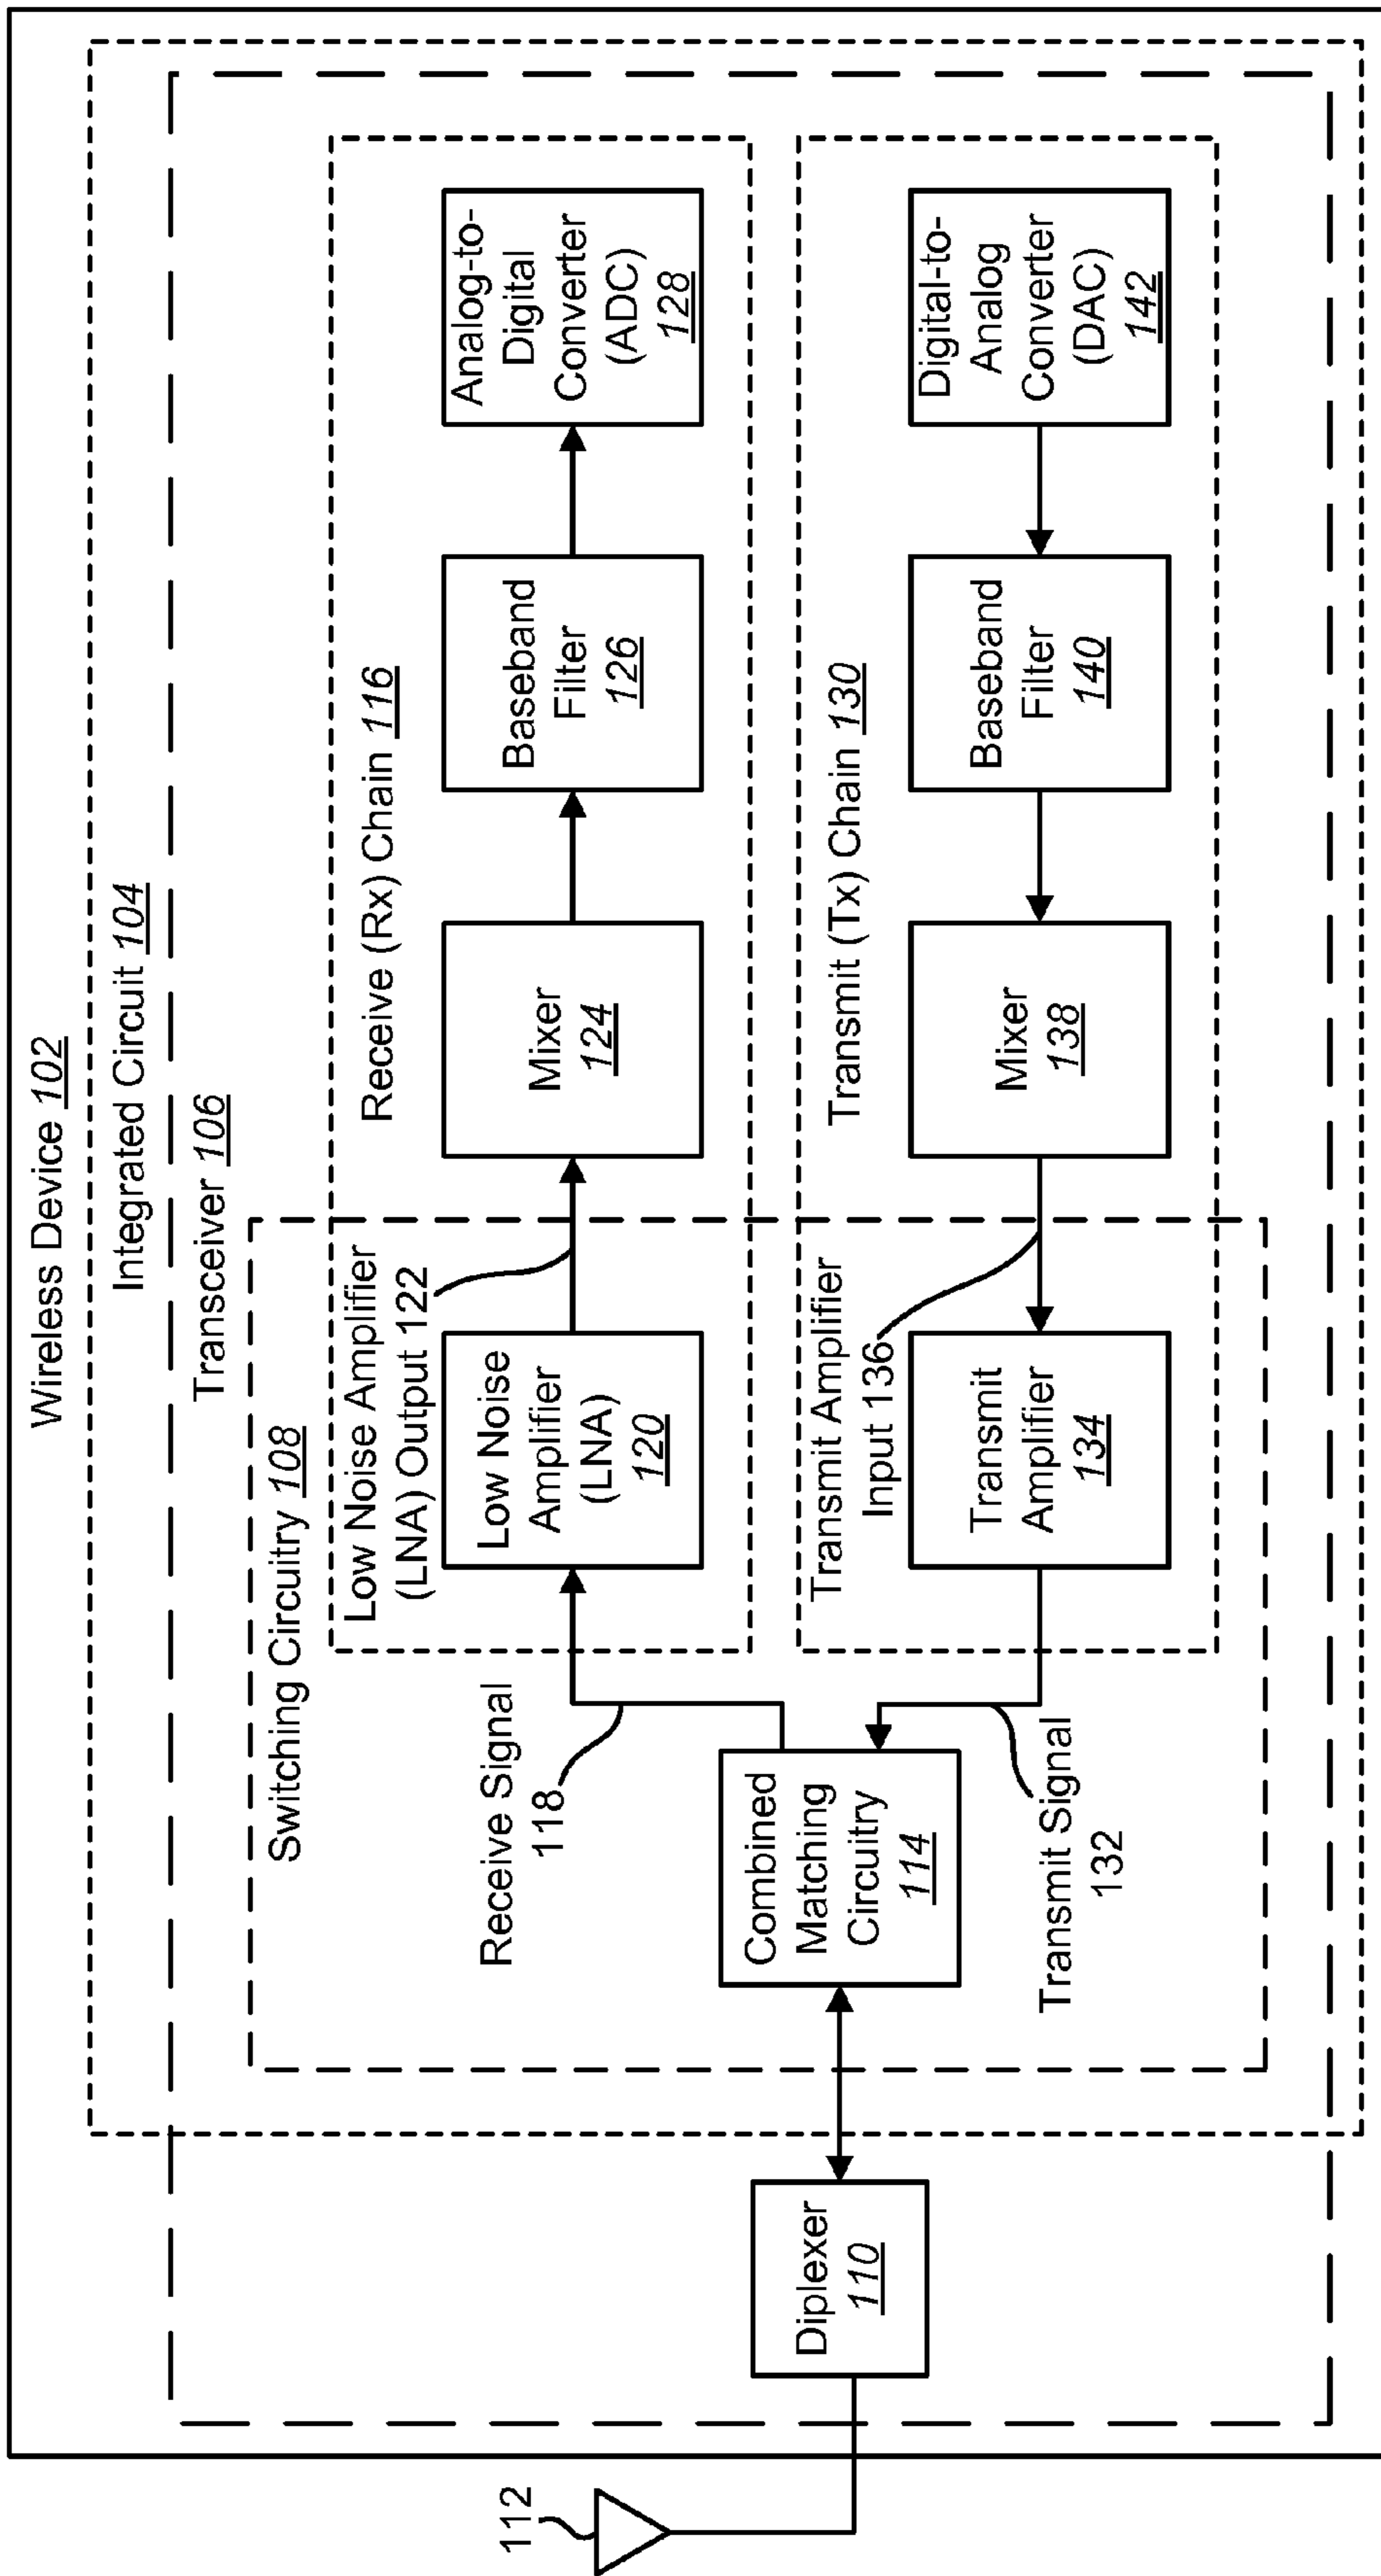 Wireless Device 102
Integrated Circuit 104
Transceiver 106
Switching Circuitry 108
Low Noise Amplifier
(LNA) Output 122
Receive (Rx) Chain 116
Receive Signal
118
Low Noise
Amplifier
(LNA)
120
Mixer
124
Baseband
Filter
126
Analog-to-
Digital
Converter
(ADC)
128
112
Diplexer
110
Combined
Matching
Circuitry
114
Transmit Signal
132
Transmit Amplifier
Input 136
Transmit (Tx) Chain 130
Transmit
Amplifier
134
Mixer
138
Baseband
Filter
140
Digital-to-
Analog
Converter
(DAC)
142